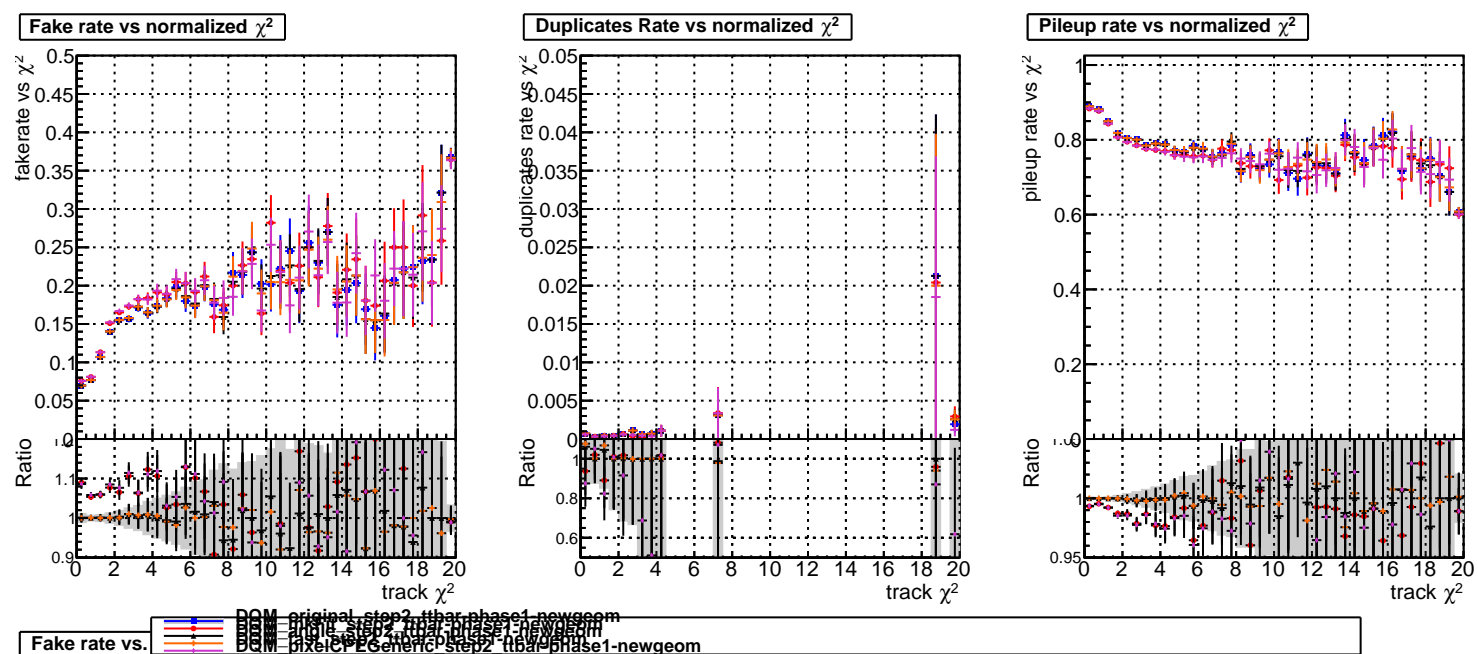 Fake rate vs normalized χ²
Duplicates Rate vs normalized χ²
Pileup rate vs normalized χ²
fakerate vs χ²
0.5
0.45
0.4
0.35
0.3
0.25
0.2
0.15
0.1
0.05
0
Ratio
1.1
1
0.9
0 2 4 6 8 10 12 14 16 18 20
track χ²
duplicates rate vs χ²
0.05
0.045
0.04
0.035
0.03
0.025
0.02
0.015
0.01
0.005
0
Ratio
1
0.8
0.6
0 2 4 6 8 10 12 14 16 18 20
track χ²
pileup rate vs χ²
1
0.8
0.6
0.4
0.2
Ratio
1
0.95
0 2 4 6 8 10 12 14 16 18 20
track χ²
DQM_original_step2_ttbar-phase1-newgeom
DQM_angle_step2_ttbar-phase1-newgeom
DQM_pixelCPEGeneric_step2_ttbar-phase1-newgeom
Fake rate vs.